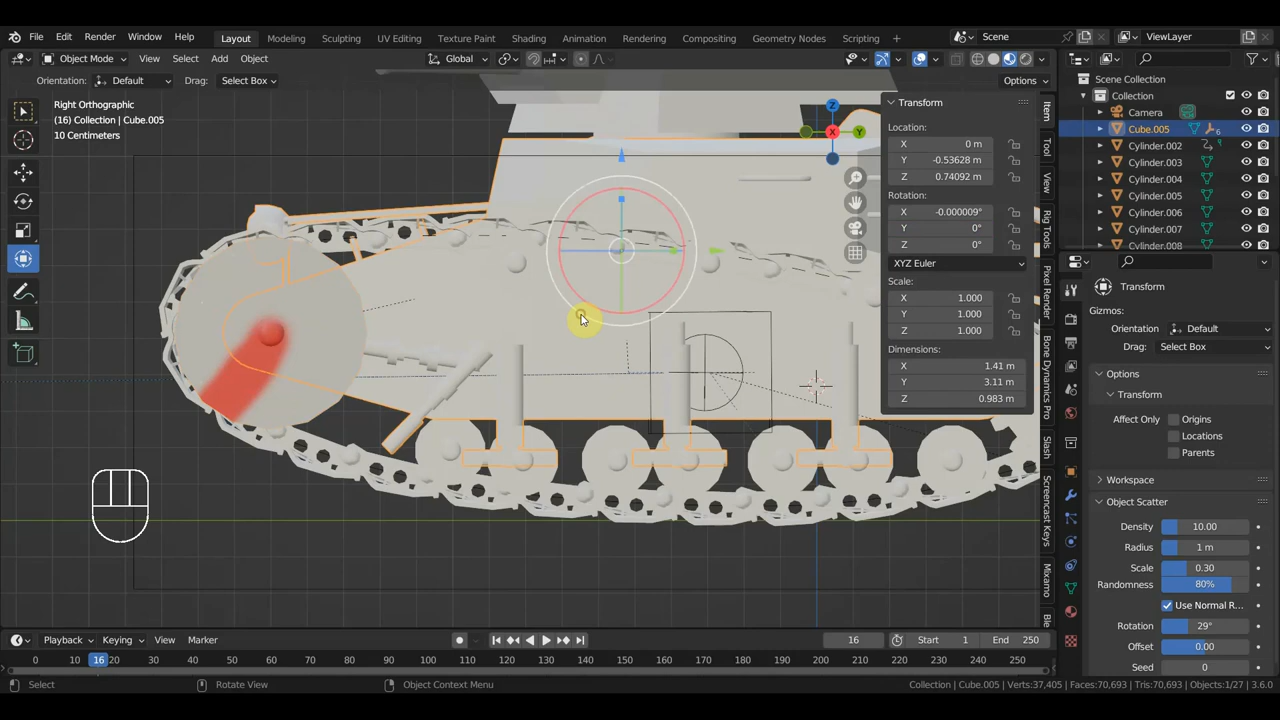 File Edit Render Window Help Layout Modeling Sculpting UV Editing Texture Paint Shading Animation Rendering Compositing Geometry Nodes Scripting + Scene ViewLayer
Object Mode View Select Add Object Global
Orientation: Default Drag: Select Box Options
Right Orthographic
(16) Collection | Cube.005
10 Centimeters
Z
Y
X
Transform
Location:
X 0 m
Y -0.53628 m
Z 0.74092 m
Rotation:
X -0.000009°
Y 0°
Z 0°
XYZ Euler
Scale:
X 1.000
Y 1.000
Z 1.000
Dimensions:
X 1.41 m
Y 3.11 m
Z 0.983 m
Item
Tool
View
Rig Tools
Pixel Render
Bone Dynamics Pro
Slash
Screencast Keys
Mixamo
Scene Collection
Collection
Camera
Cube.005 6
Cylinder.002
Cylinder.003
Cylinder.004
Cylinder.005
Cylinder.006
Cylinder.007
Cylinder.008
Transform
Gizmos:
Orientation Default
Drag: Select Box
Options
Transform
Affect Only Origins
Locations
Parents
Workspace
Object Scatter
Density 10.00
Radius 1 m
Scale 0.30
Randomness 80%
Use Normal R...
Rotation 29°
Offset 0.00
Seed 0
Playback Keying View Marker 16 Start 1 End 250
0 10 16 20 30 40 50 60 70 80 90 100 110 120 130 140 150 160 170 180 190 200 210 220 230 240 250
Select Rotate View Object Context Menu Collection | Cube.005 | Verts:37,405 | Faces:70,693 | Tris:70,693 | Objects:1/27 | 3.6.0